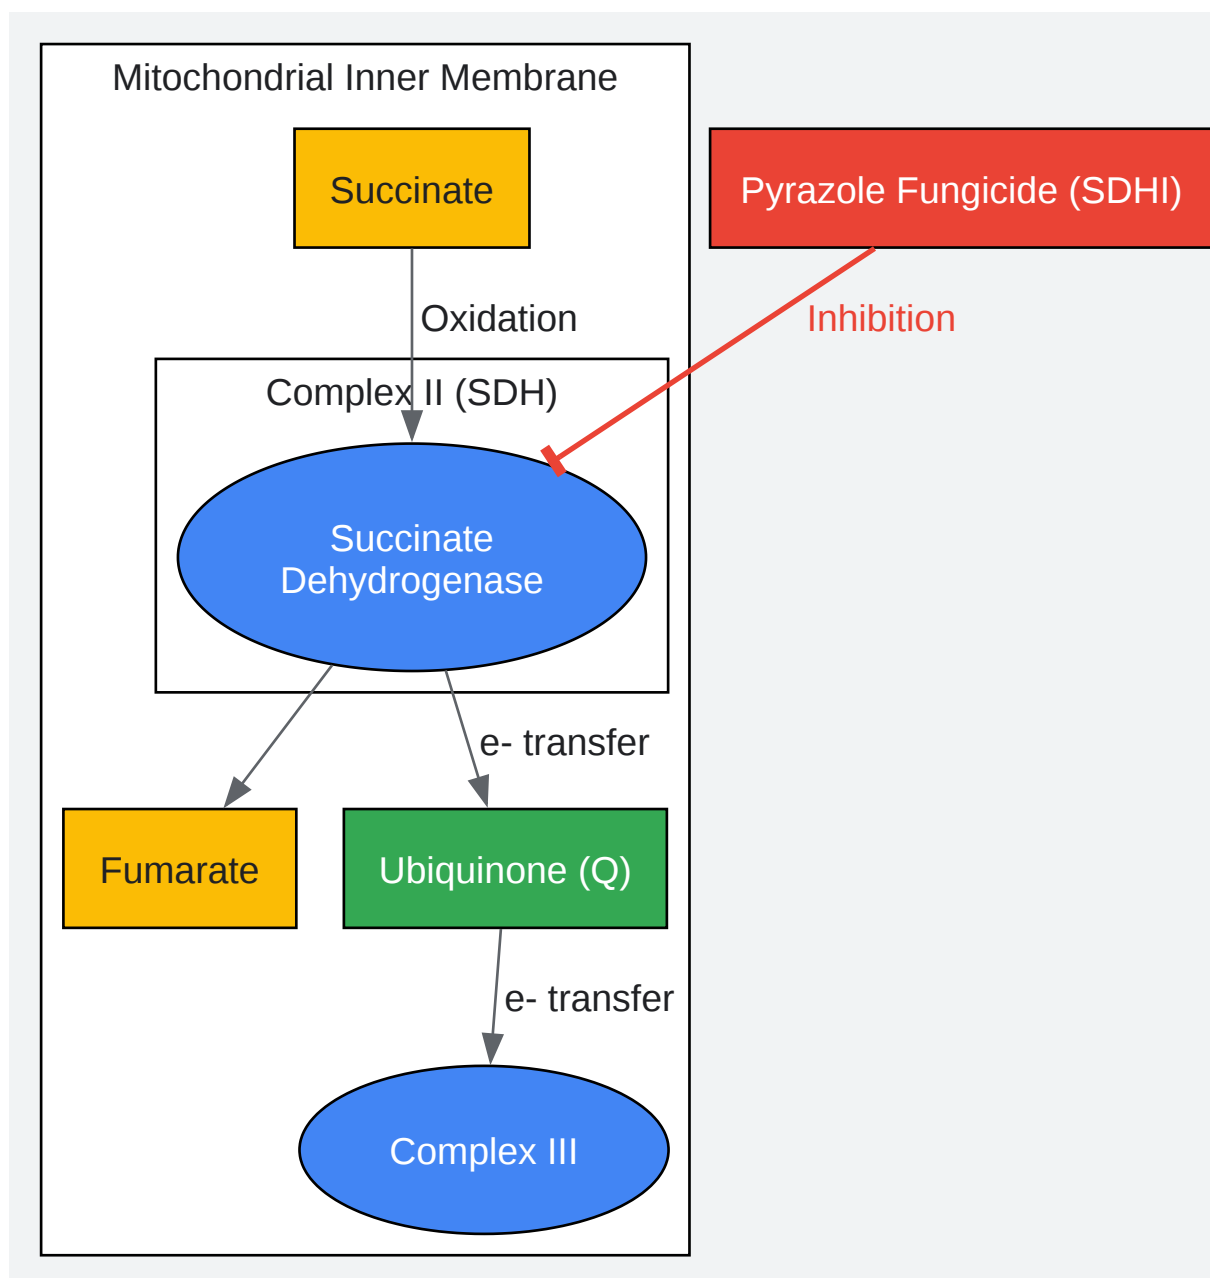 Mitochondrial Inner Membrane
Succinate
Pyrazole Fungicide (SDHI)
Oxidation
Inhibition
Complex II (SDH)
Succinate
Dehydrogenase
e- transfer
Fumarate
Ubiquinone (Q)
e- transfer
Complex III